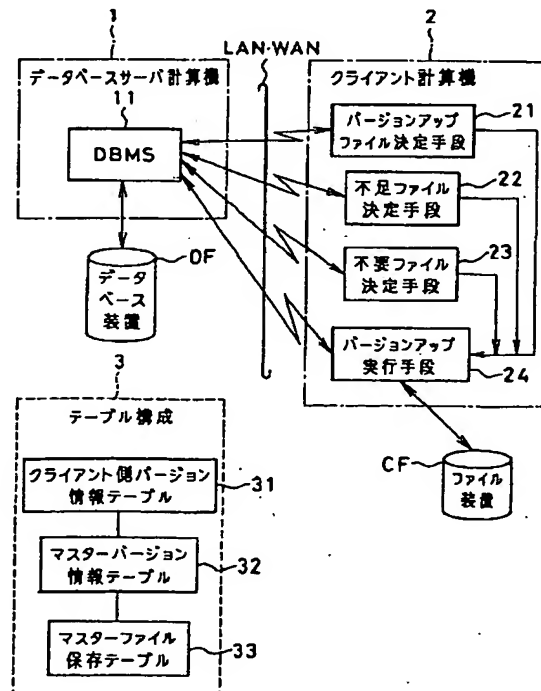 1
データベースサーバ計算機
11
DBMS
DF
データ
ベース
装置
LAN-WAN
2
クライアント計算機
バージョンアップ
ファイル決定手段
21
不足ファイル
決定手段
22
不要ファイル
決定手段
23
バージョンアップ
実行手段
24
CF
ファイル
装置
3
テーブル構成
クライアント側バージョン
情報テーブル
31
マスターバージョン
情報テーブル
32
マスターファイル
保存テーブル
33